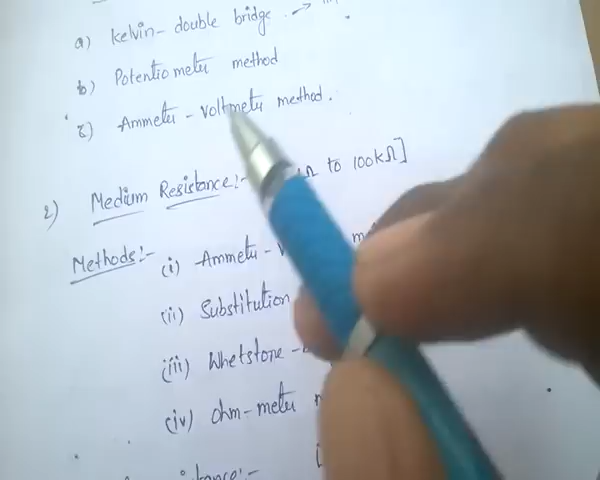 a) Kelvin- double bridge . →
b) Potentiometer method
c) Ammeter - Voltmeter method.
2) Medium Resistance:- Ω to 100kΩ]
Methods:- (i) Ammeter -
(ii) Substitution
(iii) Whetstone -
(iv) Ohm-meter